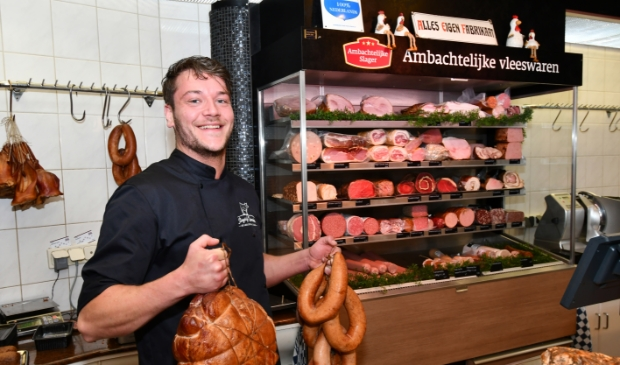 ALLES EIGEN FABRIKAAT
Ambachtelijke
Slager
Ambachtelijke vleeswaren